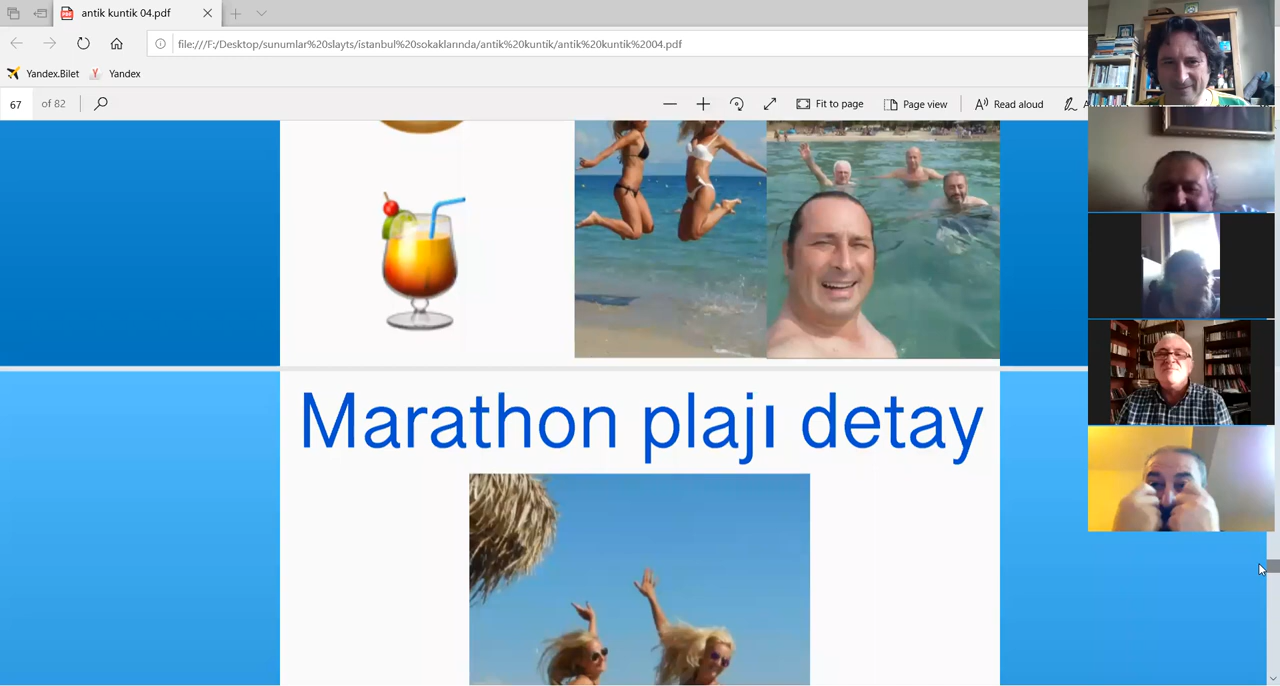 antik kuntik 04.pdf
file:///F:/Desktop/sunumlar%20slayts/istanbul%20sokaklarında/antik%20kuntik/antik%20kuntik%2004.pdf
Yandex.Bilet Yandex
67 of 82 Fit to page Page view Read aloud
Marathon plajı detay